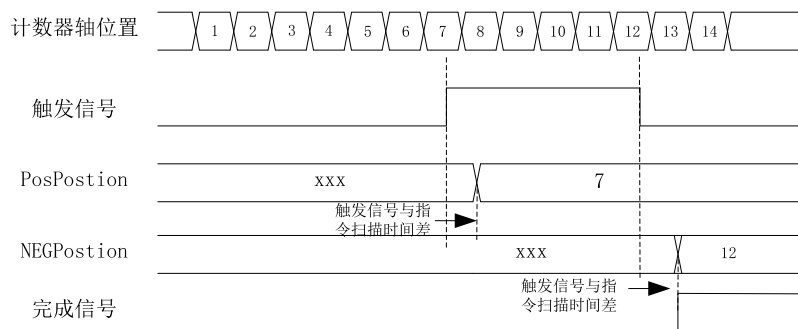 计数器轴位置 1 2 3 4 5 6 7 8 9 10 11 12 13 14
触发信号
PosPostion xxx 7
触发信号与指
令扫描时间差
NEGPostion xxx 12
触发信号与指
令扫描时间差
完成信号